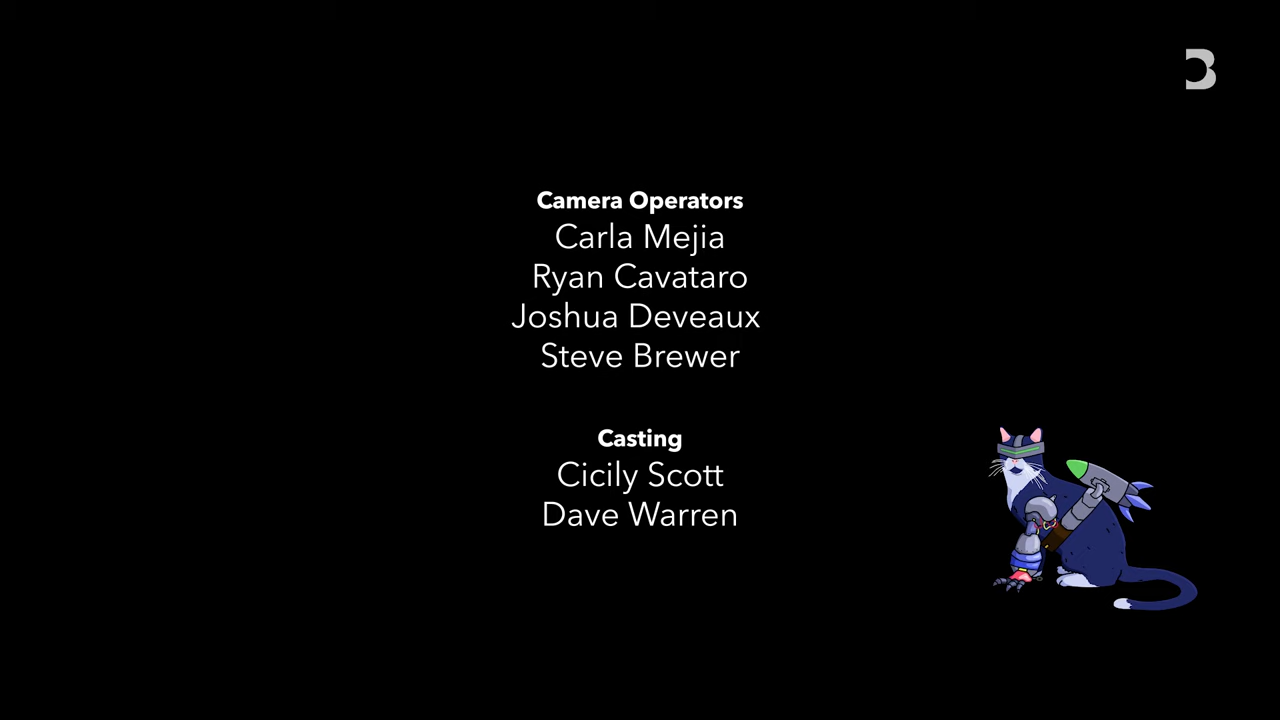 Camera Operators
Carla Mejia
Ryan Cavataro
Joshua Deveaux
Steve Brewer
Casting
Cicily Scott
Dave Warren